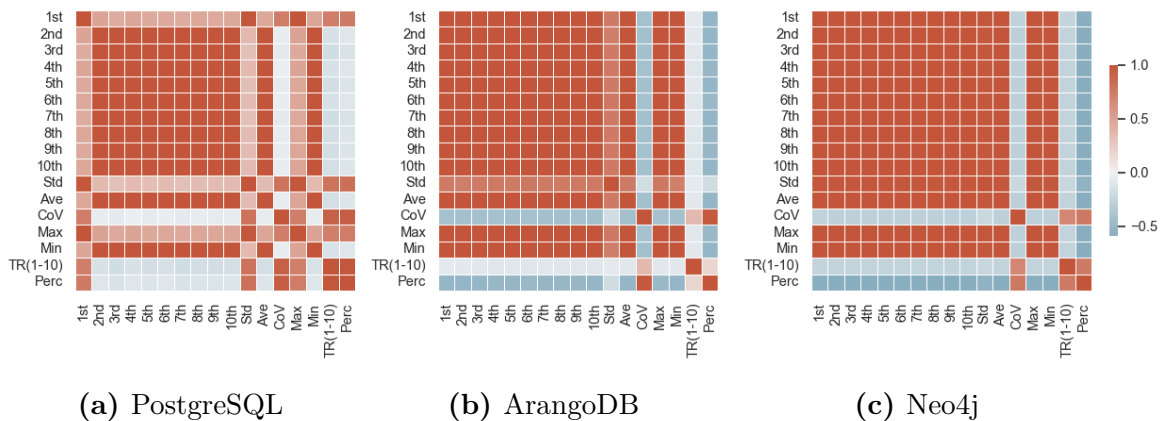 1st
2nd
3rd
4th
5th
6th
7th
8th
9th
10th
Std
Ave
CoV
Max
Min
TR(1-10)
Perc
1st
2nd
3rd
4th
5th
6th
7th
8th
9th
10th
Std
Ave
CoV
Max
Min
TR(1-10)
Perc
(a) PostgreSQL
1st
2nd
3rd
4th
5th
6th
7th
8th
9th
10th
Std
Ave
CoV
Max
Min
TR(1-10)
Perc
1st
2nd
3rd
4th
5th
6th
7th
8th
9th
10th
Std
Ave
CoV
Max
Min
TR(1-10)
Perc
(b) ArangoDB
1st
2nd
3rd
4th
5th
6th
7th
8th
9th
10th
Std
Ave
CoV
Max
Min
TR(1-10)
Perc
1st
2nd
3rd
4th
5th
6th
7th
8th
9th
10th
Std
Ave
CoV
Max
Min
TR(1-10)
Perc
(c) Neo4j
1.0
0.5
0.0
−0.5